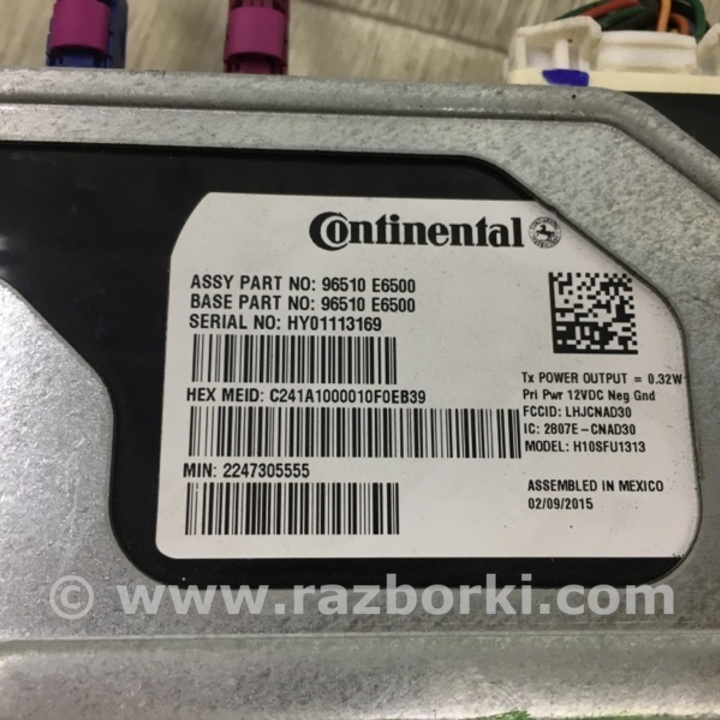 Continental
ASSY PART NO: 96510 E6500
BASE PART NO: 96510 E6500
SERIAL NO: HY01113169
HEX MEID: C241A1000010F0EB39
MIN: 2247305555
Tx POWER OUTPUT = 0.32W
Pri Pwr 12VDC Neg Gnd
FCCID: LHJCNAD30
IC: 2807E-CNAD30
MODEL: H10SFU1313
ASSEMBLED IN MEXICO
02/09/2015
© www.razborki.com